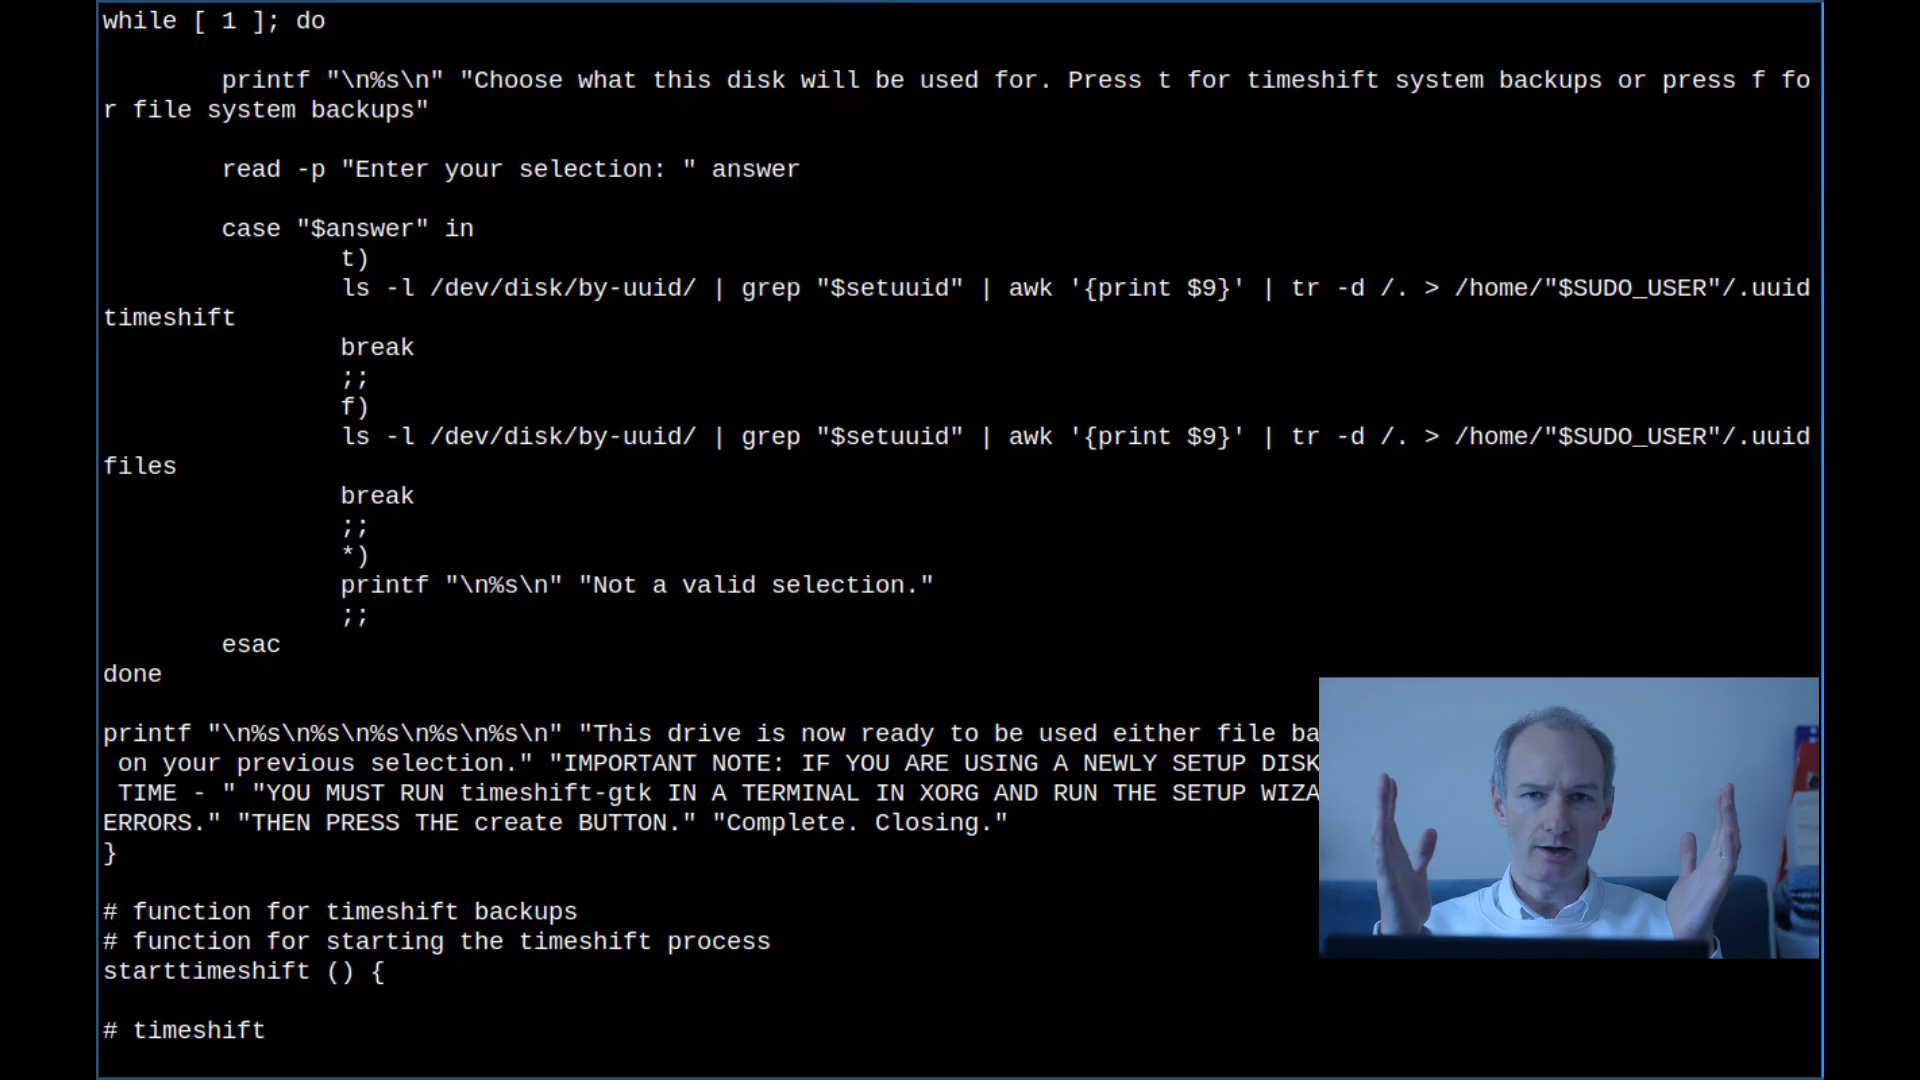 while [ 1 ]; do
printf "\n%s\n" "Choose what this disk will be used for. Press t for timeshift system backups or press f fo
r file system backups"
read -p "Enter your selection: " answer
case "$answer" in
t)
ls -l /dev/disk/by-uuid/ | grep "$setuuid" | awk '{print $9}' | tr -d /. > /home/"$SUDO_USER"/.uuid
timeshift
break
;;
f)
ls -l /dev/disk/by-uuid/ | grep "$setuuid" | awk '{print $9}' | tr -d /. > /home/"$SUDO_USER"/.uuid
files
break
;;
*)
printf "\n%s\n" "Not a valid selection."
;;
esac
done
printf "\n%s\n%s\n%s\n%s\n%s\n" "This drive is now ready to be used either file ba
on your previous selection." "IMPORTANT NOTE: IF YOU ARE USING A NEWLY SETUP DISK
TIME - " "YOU MUST RUN timeshift-gtk IN A TERMINAL IN XORG AND RUN THE SETUP WIZA
ERRORS." "THEN PRESS THE create BUTTON." "Complete. Closing."
}
# function for timeshift backups
# function for starting the timeshift process
starttimeshift () {
# timeshift